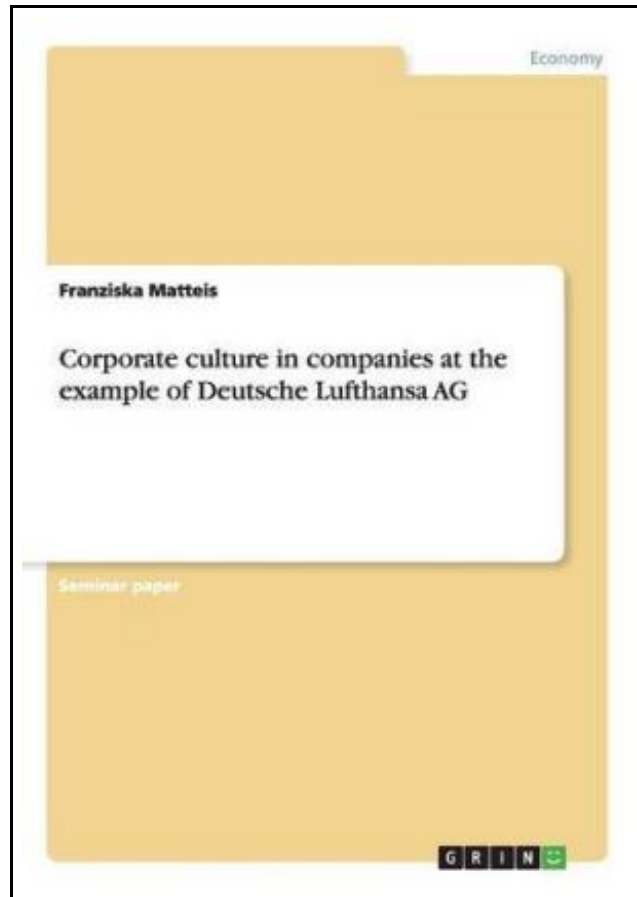 Economy
Franziska Matteis
Corporate culture in companies at the
example of Deutsche Lufthansa AG
Seminar paper
GRIN